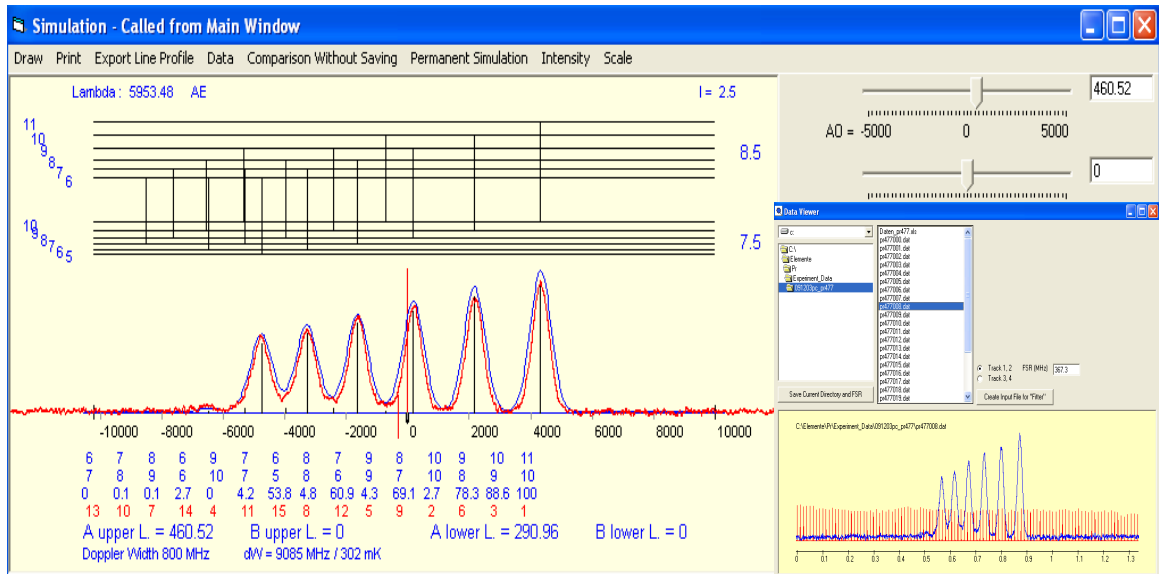 Simulation - Called from Main Window
Draw Print Export Line Profile Data Comparison Without Saving Permanent Simulation Intensity Scale
Lambda : 5953.48 AE I = 2.5
11
10
9
8
7
6
8.5
10
9
8
7
6
5
7.5
-10000 -8000 -6000 -4000 -2000 0 2000 4000 6000 8000 10000
6 7 8 6 9 7 6 8 7 9 8 10 9 10 11
7 8 9 6 10 7 5 8 6 9 7 10 8 9 10
0 0.1 0.1 2.7 0 4.2 53.8 4.8 60.9 4.3 69.1 2.7 78.3 88.6 100
13 10 7 14 4 11 15 8 12 5 9 2 6 3 1
A upper L. = 460.52 B upper L. = 0 A lower L. = 290.96 B lower L. = 0
Doppler Width 800 MHz dW = 9085 MHz / 302 mK
460.52
AO = -5000 0 5000
0
Data Viewer
c:
C:\
Elemente
Pr
Experiment_Data
091203pc_pr477
Daten_pr477.xls
pr477000.dat
pr477001.dat
pr477002.dat
pr477003.dat
pr477004.dat
pr477005.dat
pr477006.dat
pr477007.dat
pr477008.dat
pr477009.dat
pr477010.dat
pr477011.dat
pr477012.dat
pr477013.dat
pr477014.dat
pr477015.dat
pr477016.dat
pr477017.dat
pr477018.dat
pr477019.dat
Track 1, 2 FSR (MHz) 367.3
Track 3, 4
Save Current Directory and FSR
Create Input File for "Filter"
C:\Elemente\Pr\Experiment_Data\091203pc_pr477\pr477008.dat
0 0.1 0.2 0.3 0.4 0.5 0.6 0.7 0.8 0.9 1 1.1 1.2 1.3